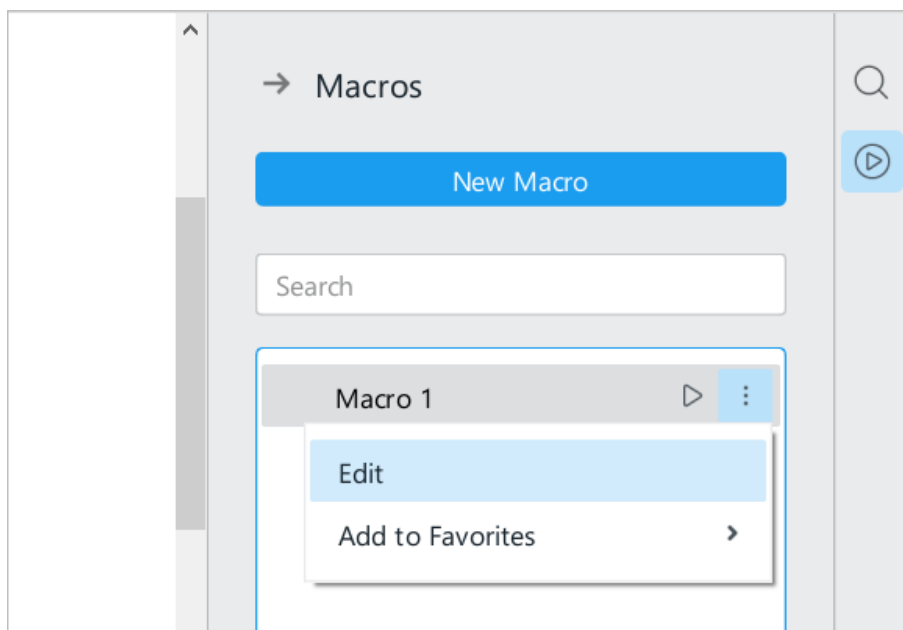 Macros
New Macro
Search
Macro 1
Edit
Add to Favorites